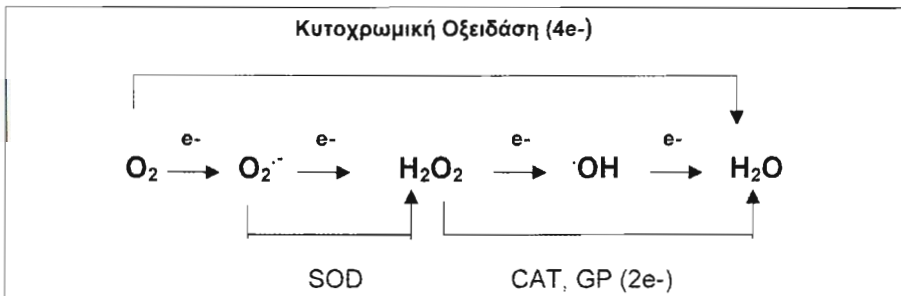 Κυτοχρωμική Οξειδάση (4e-)
e- e- e- e-
O₂ O₂·⁻ H₂O₂ ·OH H₂O
SOD CAT, GP (2e-)